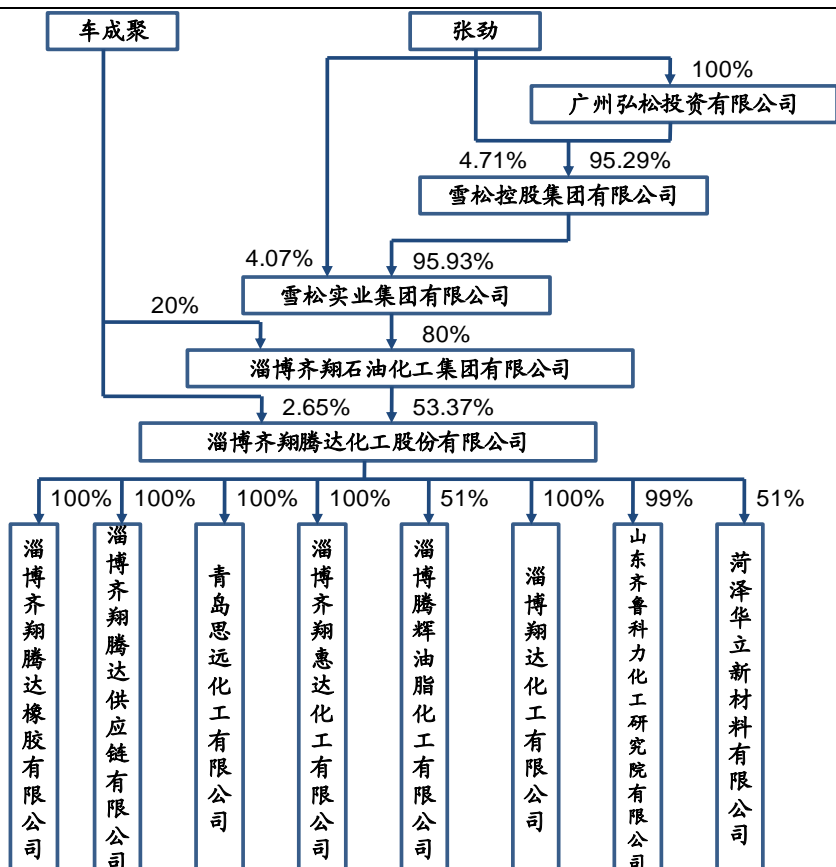 车成聚
张劲
100%
广州弘松投资有限公司
4.71%
95.29%
雪松控股集团有限公司
4.07%
95.93%
雪松实业集团有限公司
20%
80%
淄博齐翔石油化工集团有限公司
2.65%
53.37%
淄博齐翔腾达化工股份有限公司
100%
100%
100%
100%
51%
100%
99%
51%
淄博齐翔腾达橡胶有限公司
淄博齐翔腾达供应链有限公司
青岛思远化工有限公司
淄博齐翔惠达化工有限公司
淄博腾辉油脂化工有限公司
淄博翔达化工有限公司
山东齐鲁科力化工研究院有限公司
菏泽华立新材料有限公司